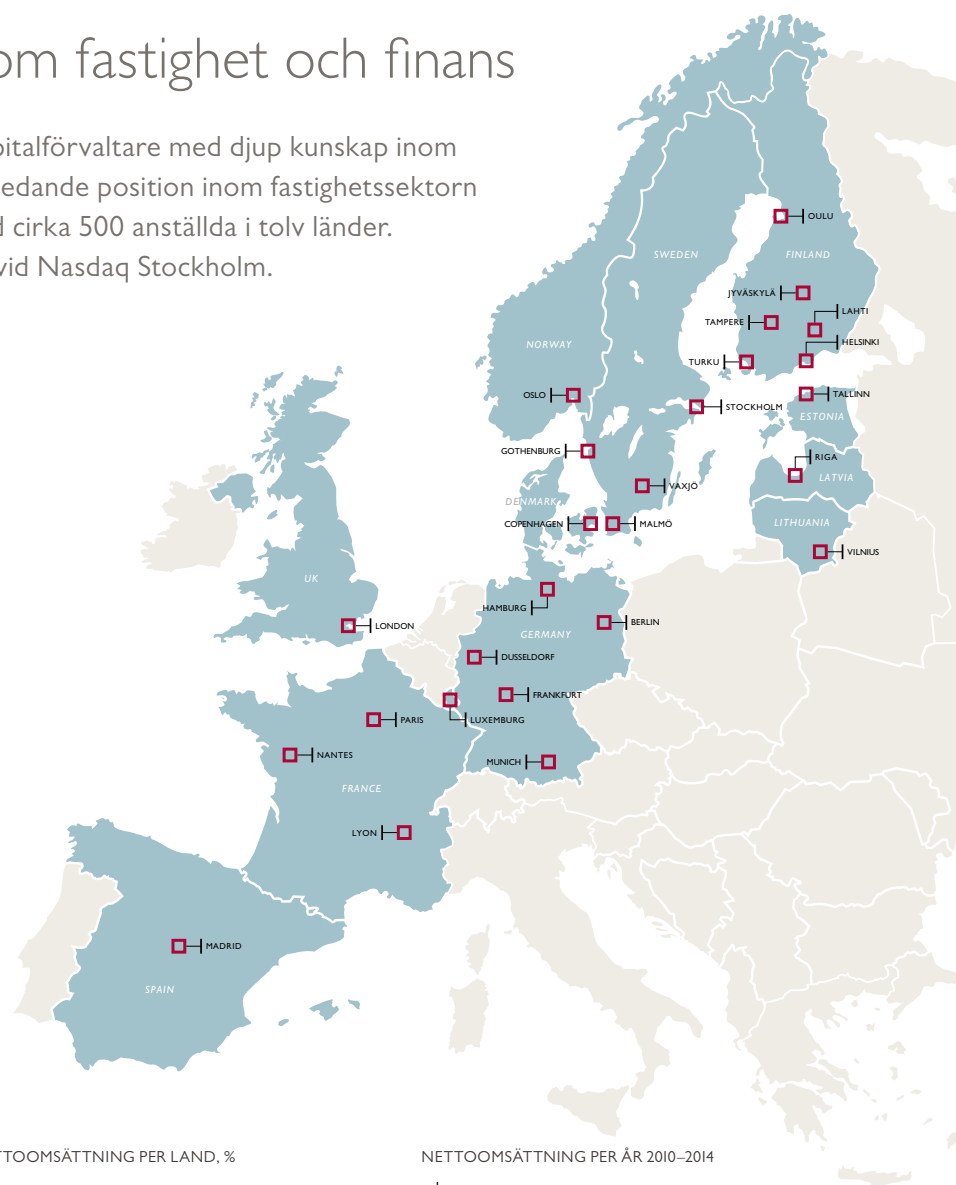 om fastighet och finans
pitalförvaltare med djup kunskap inom
edande position inom fastighetssektorn
d cirka 500 anställda i tolv länder.
vid Nasdaq Stockholm.
OULU
SWEDEN
FINLAND
JYVÄSKYLÄ
LAHTI
TAMPERE
HELSINKI
NORWAY
TURKU
OSLO
TALLINN
STOCKHOLM
ESTONIA
GOTHENBURG
RIGA
LATVIA
VÄXJÖ
DENMARK
COPENHAGEN
MALMÖ
LITHUANIA
VILNIUS
UK
HAMBURG
LONDON
BERLIN
GERMANY
DUSSELDORF
FRANKFURT
PARIS
LUXEMBURG
NANTES
MUNICH
FRANCE
LYON
MADRID
SPAIN
TTOOMSÄTTNING PER LAND, %
NETTOOMSÄTTNING PER ÅR 2010–2014